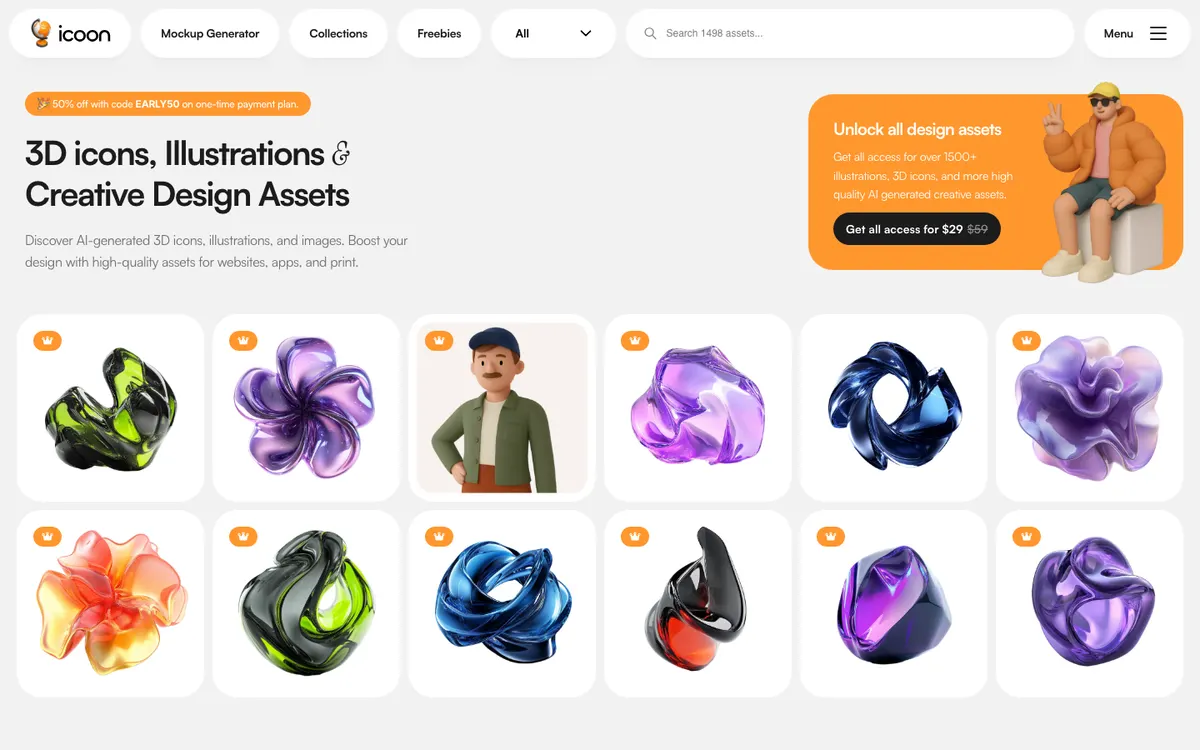 icoon
Mockup Generator
Collections
Freebies
All
Search 1498 assets...
Menu
50% off with code EARLY50 on one-time payment plan.
3D icons, Illustrations &
Creative Design Assets
Discover AI-generated 3D icons, illustrations, and images. Boost your
design with high-quality assets for websites, apps, and print.
Unlock all design assets
Get all access for over 1500+
illustrations, 3D icons, and more high
quality AI generated creative assets.
Get all access for $29 $59